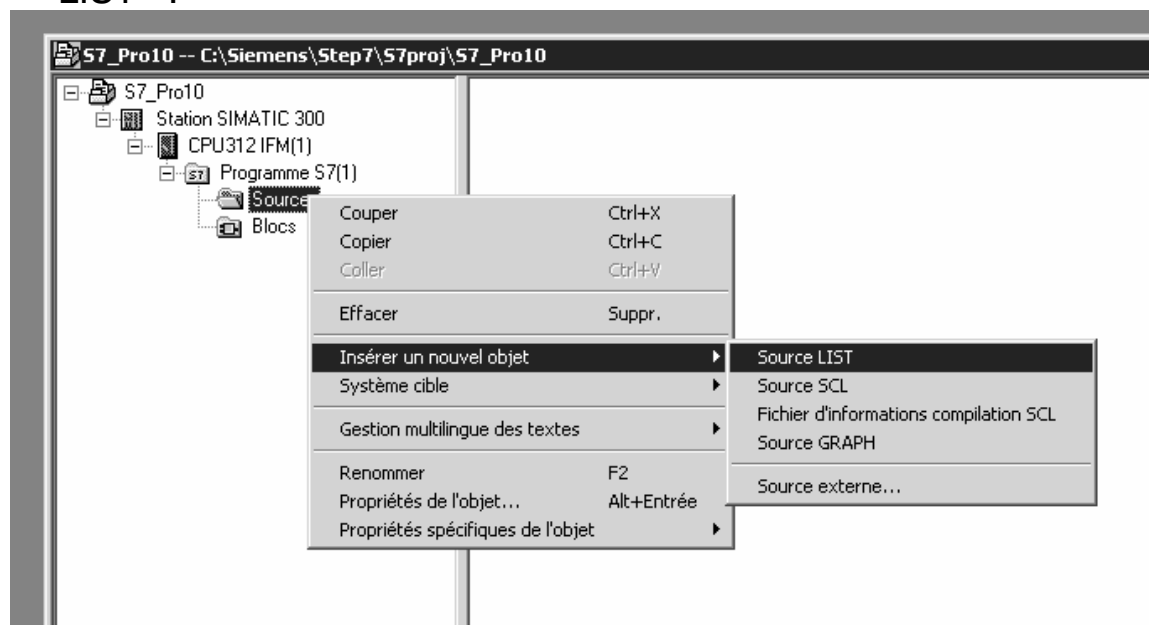 S7_Pro10 -- C:\Siemens\Step7\S7proj\S7_Pro10
S7_Pro10
Station SIMATIC 300
CPU312 IFM(1)
Programme S7(1)
Source
Blocs
Couper Ctrl+X
Copier Ctrl+C
Coller Ctrl+V
Effacer Suppr.
Insérer un nouvel objet
Système cible
Gestion multilingue des textes
Renommer F2
Propriétés de l'objet... Alt+Entrée
Propriétés spécifiques de l'objet
Source LIST
Source SCL
Fichier d'informations compilation SCL
Source GRAPH
Source externe...